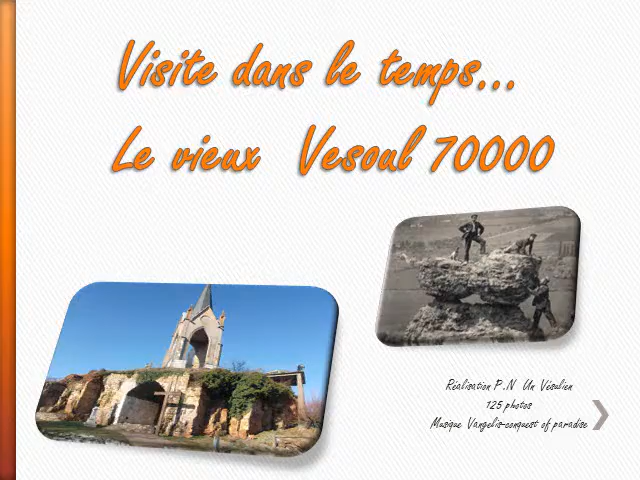 Visite dans le temps...
Le vieux Vesoul 70000
Réalisation P.N Un Vésulien
125 photos
Musique Vangelis-conquest of paradise